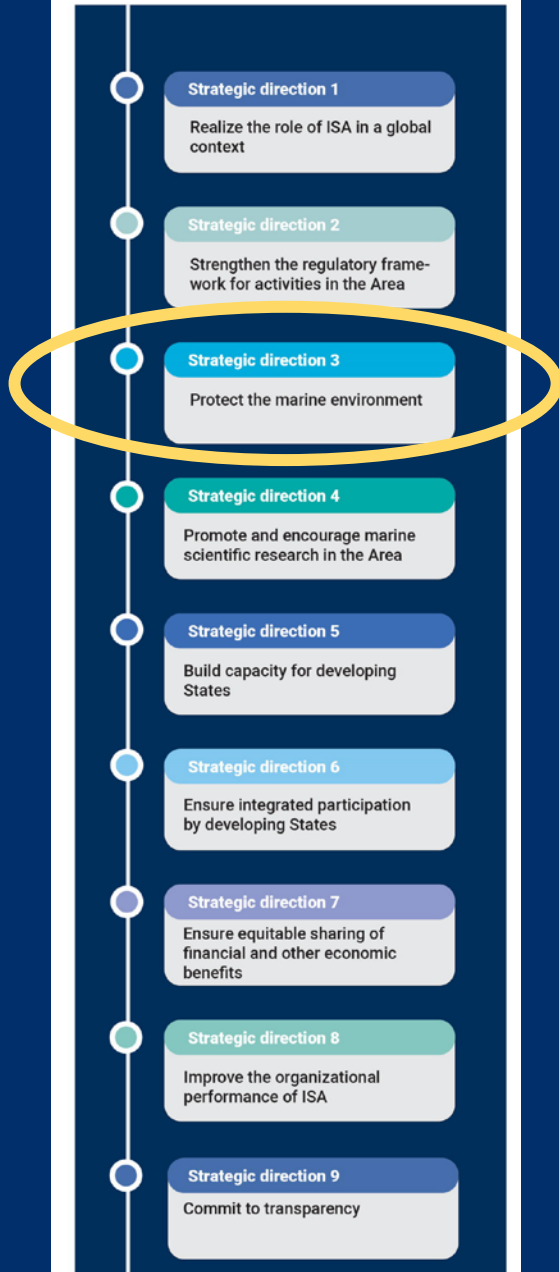 Strategic direction 1
Realize the role of ISA in a global
context
Strategic direction 2
Strengthen the regulatory frame-
work for activities in the Area
Strategic direction 3
Protect the marine environment
Strategic direction 4
Promote and encourage marine
scientific research in the Area
Strategic direction 5
Build capacity for developing
States
Strategic direction 6
Ensure integrated participation
by developing States
Strategic direction 7
Ensure equitable sharing of
financial and other economic
benefits
Strategic direction 8
Improve the organizational
performance of ISA
Strategic direction 9
Commit to transparency